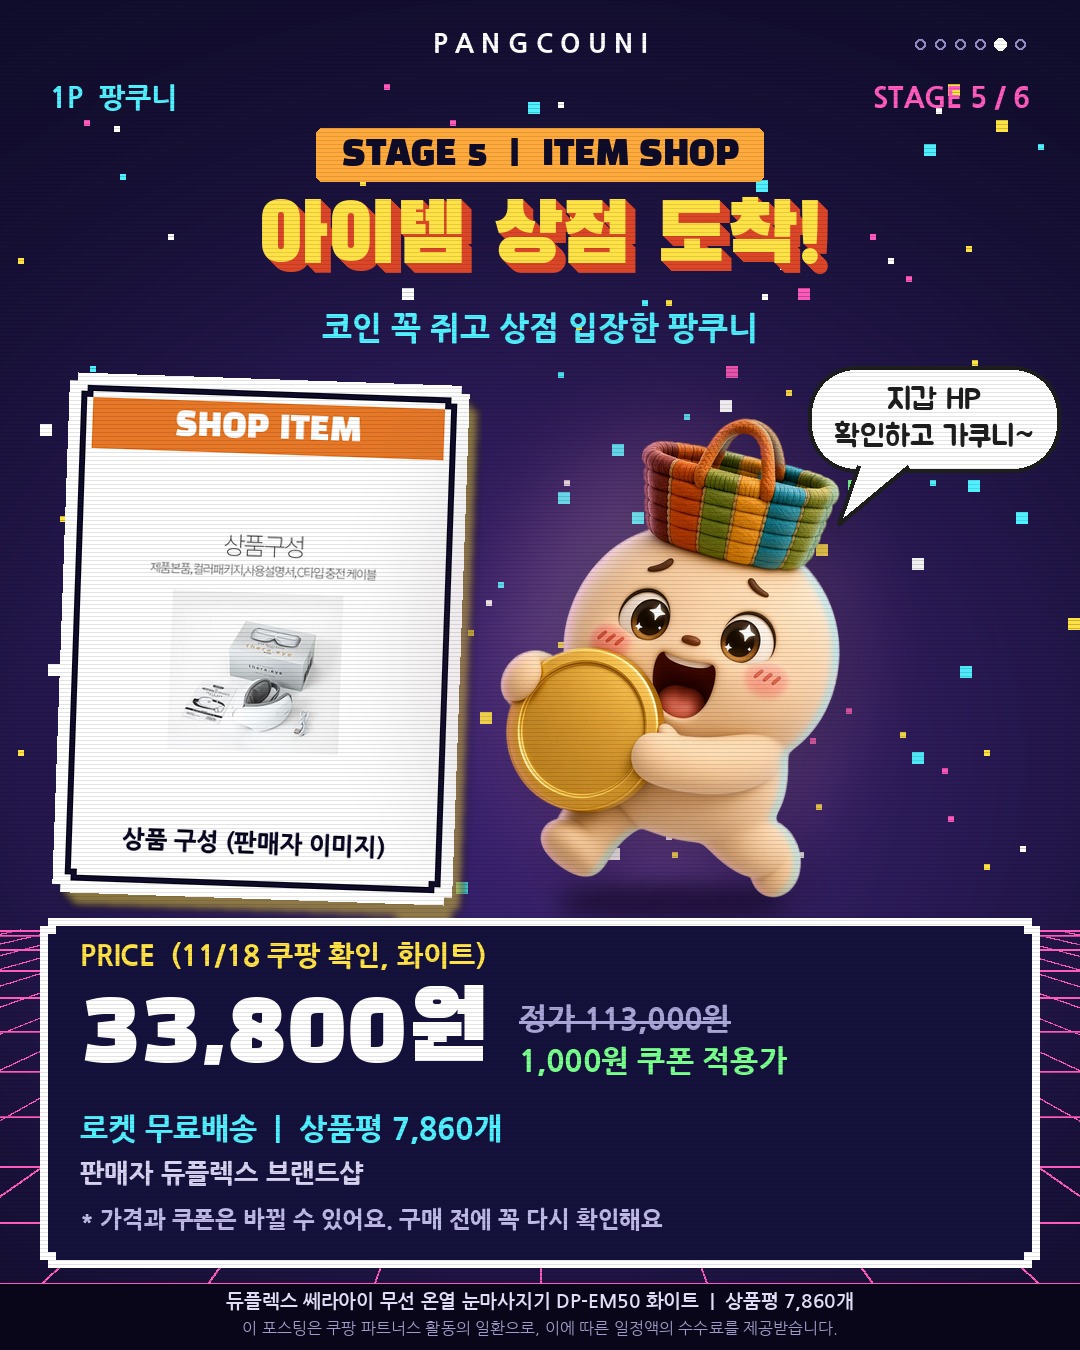 PANGCOUNI
1P 팡쿠니
STAGE 5 / 6
STAGE 5 | ITEM SHOP
아이템 상점 도착!
코인 꼭 쥐고 상점 입장한 팡쿠니
지갑 HP
확인하고 가쿠니~
SHOP ITEM
상품구성
제품본품,컬러패키지,사용설명서,C타입충전케이블
thera·eye
상품 구성 (판매자 이미지)
PRICE (11/18 쿠팡 확인, 화이트)
33,800원
정가 113,000원
1,000원 쿠폰 적용가
로켓 무료배송 | 상품평 7,860개
판매자 듀플렉스 브랜드샵
* 가격과 쿠폰은 바뀔 수 있어요. 구매 전에 꼭 다시 확인해요
듀플렉스 쎄라아이 무선 온열 눈마사지기 DP-EM50 화이트 | 상품평 7,860개
이 포스팅은 쿠팡 파트너스 활동의 일환으로, 이에 따른 일정액의 수수료를 제공받습니다.